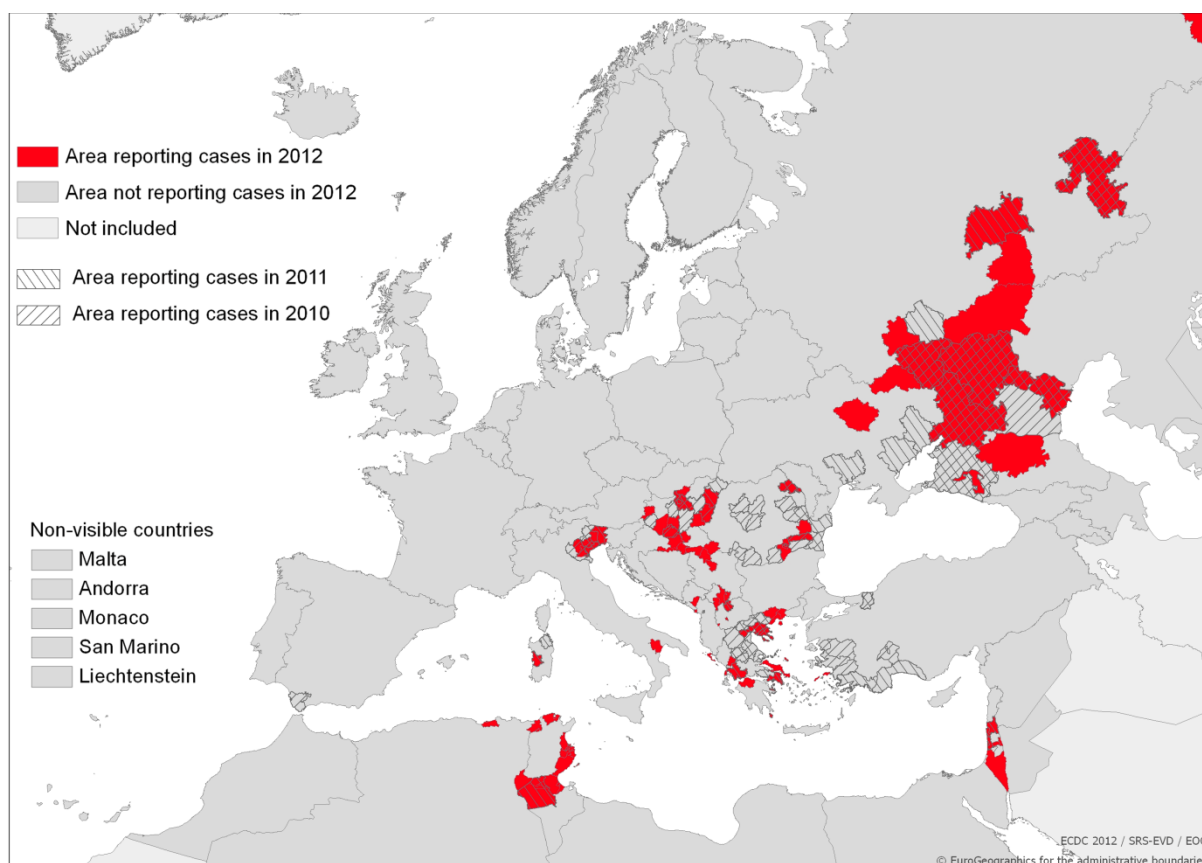 Area reporting cases in 2012
Area not reporting cases in 2012
Not included
Area reporting cases in 2011
Area reporting cases in 2010
Non-visible countries
Malta
Andorra
Monaco
San Marino
Liechtenstein
ECDC 2012 / SRS-EVD / EO
© EuroGeographics for the administrative boundarie